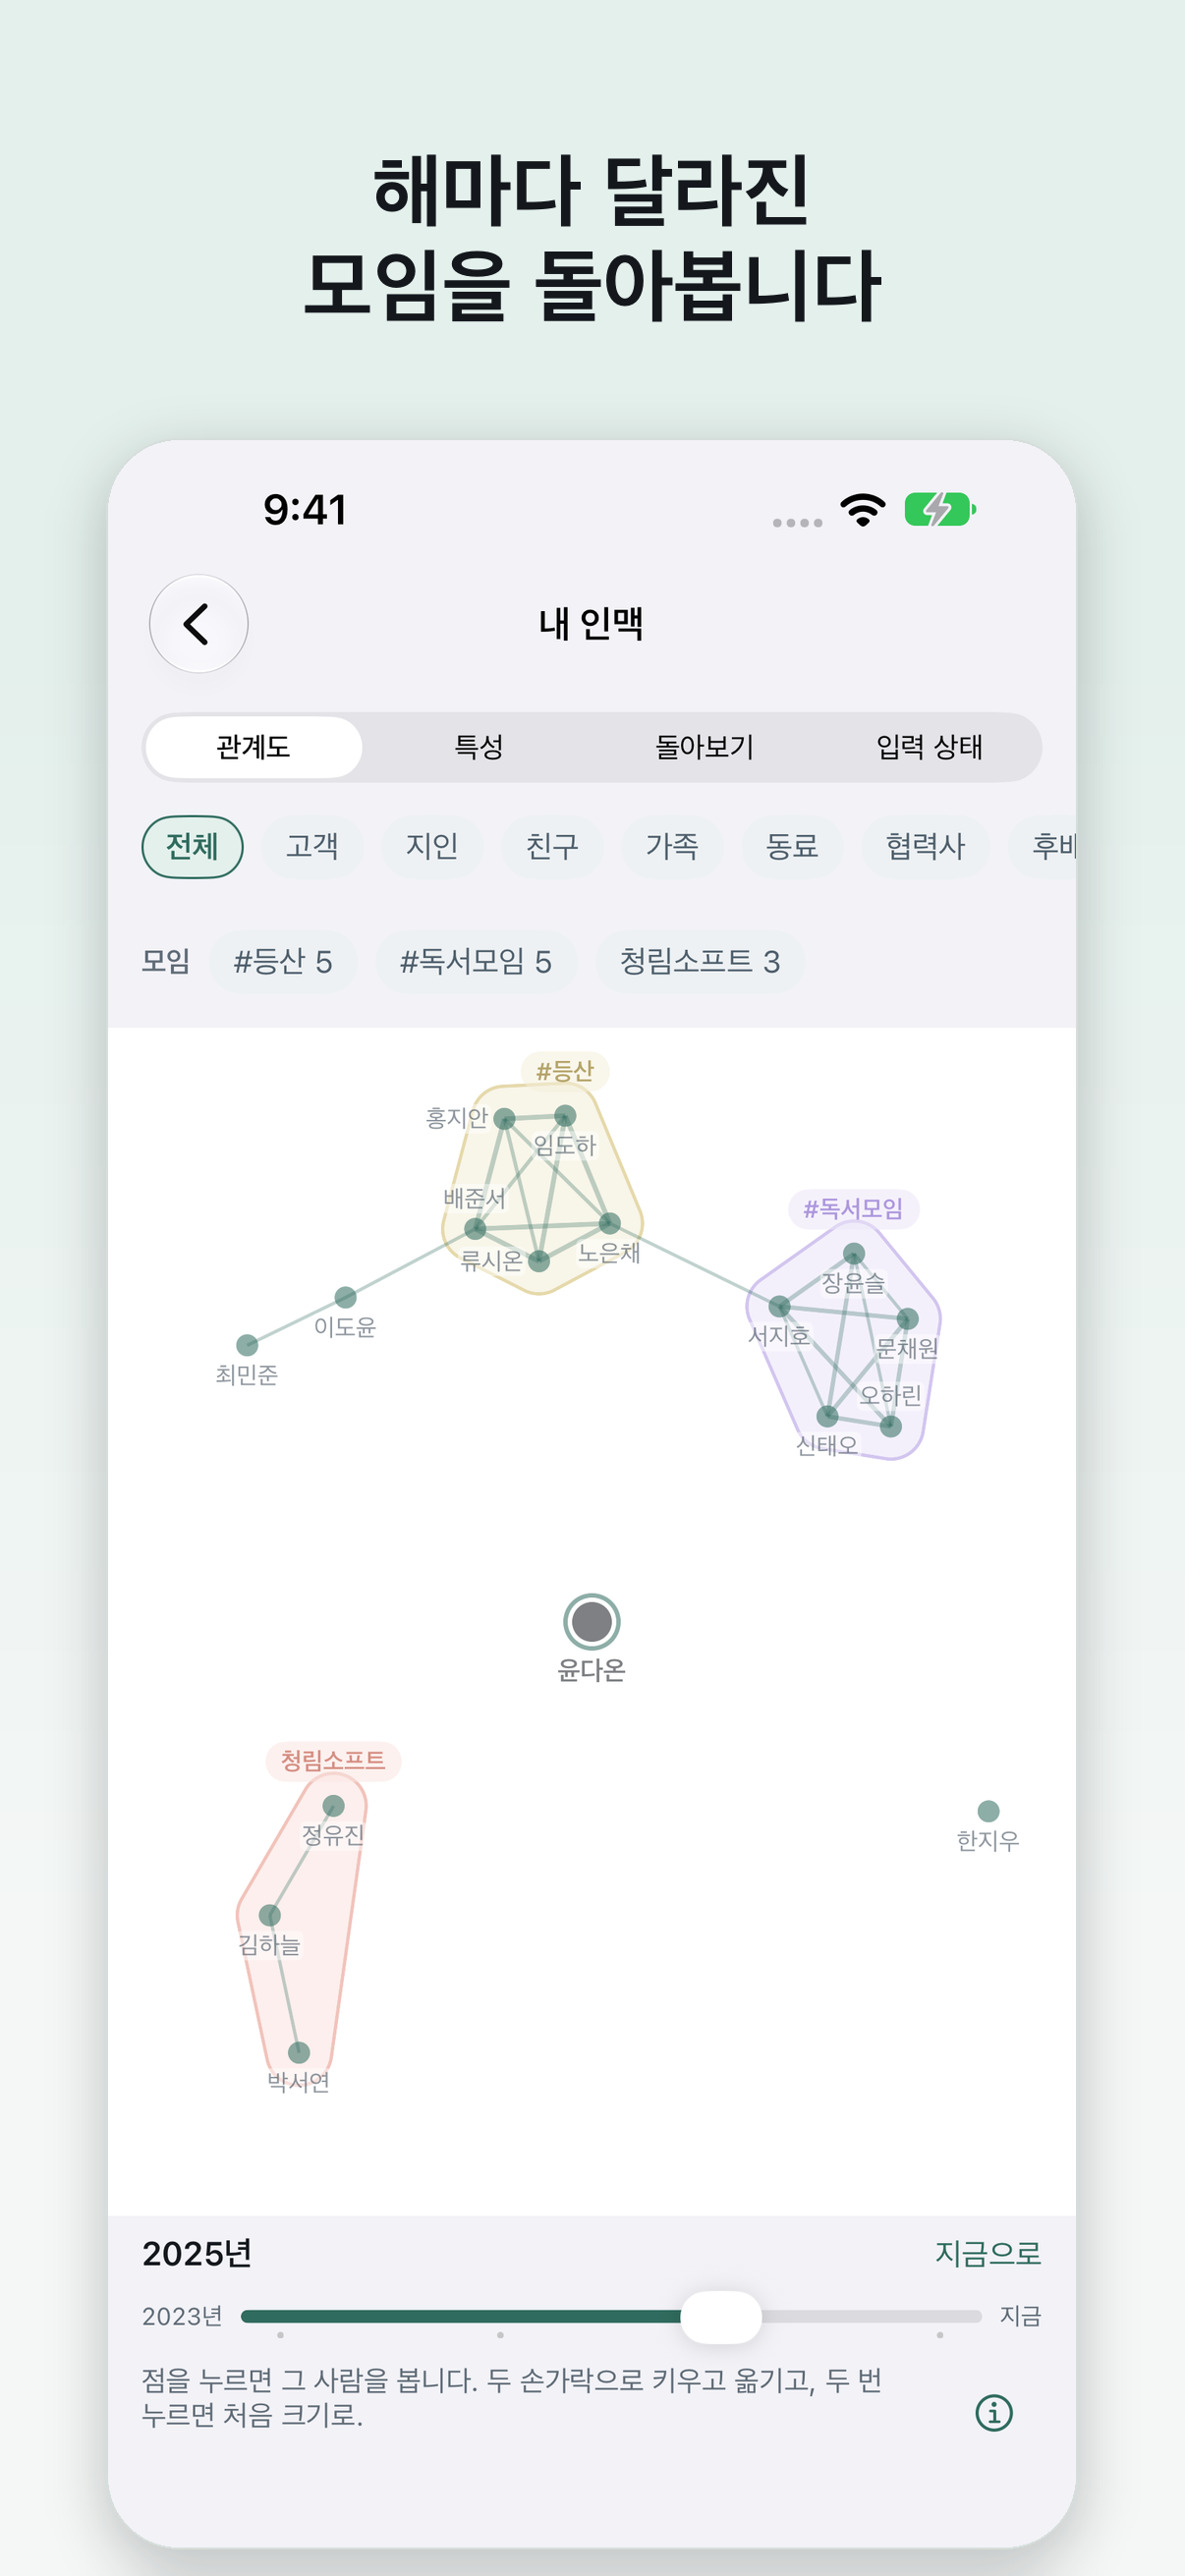 해마다 달라진
모임을 돌아봅니다
9:41
내 인맥
관계도 특성 돌아보기 입력 상태
전체 고객 지인 친구 가족 동료 협력사
모임 #등산 5 #독서모임 5 청림소프트 3
#등산
홍지안
임도하
배준서
#독서모임
류시온
노은채
장윤슬
이도윤
서지호
문채원
최민준
오하린
신태오
윤다온
청림소프트
정유진
한지우
김하늘
박서연
2025년 지금으로
2023년 지금
점을 누르면 그 사람을 봅니다. 두 손가락으로 키우고 옮기고, 두 번
누르면 처음 크기로.